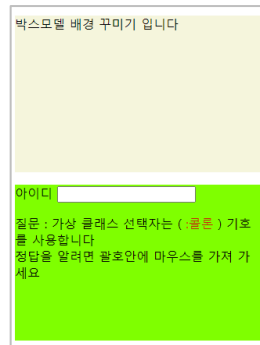 박스모델 배경 꾸미기 입니다
아이디
질문 : 가상 클래스 선택자는 ( :콜론 ) 기호
를 사용합니다
정답을 알려면 괄호안에 마우스를 가져 가
세요